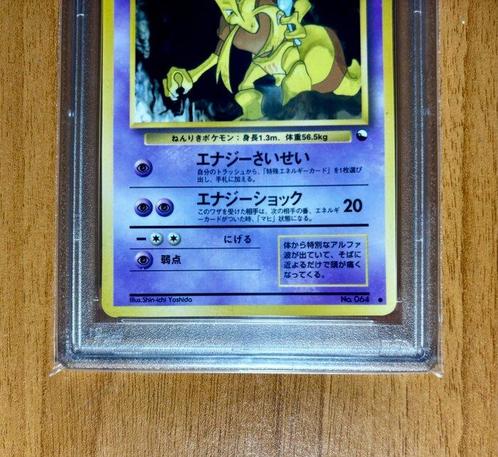 ねんりきポケモン：身長1.3m、体重56.5kg
エナジーさいせい
自分のトラッシュから、「特殊エネルギーカード」を1枚選び
出し、手札に加える。
エナジーショック 20
このワザを受けた相手は、次の相手の番、エネルギ
ーカードがついた時、「マヒ」状態になる。
にげる
弱点
体から特別なアルファ
波が出ていて、そばに
近よるだけで頭が痛く
なってくる。
Illus.Shin-ichi Yoshida
No.064